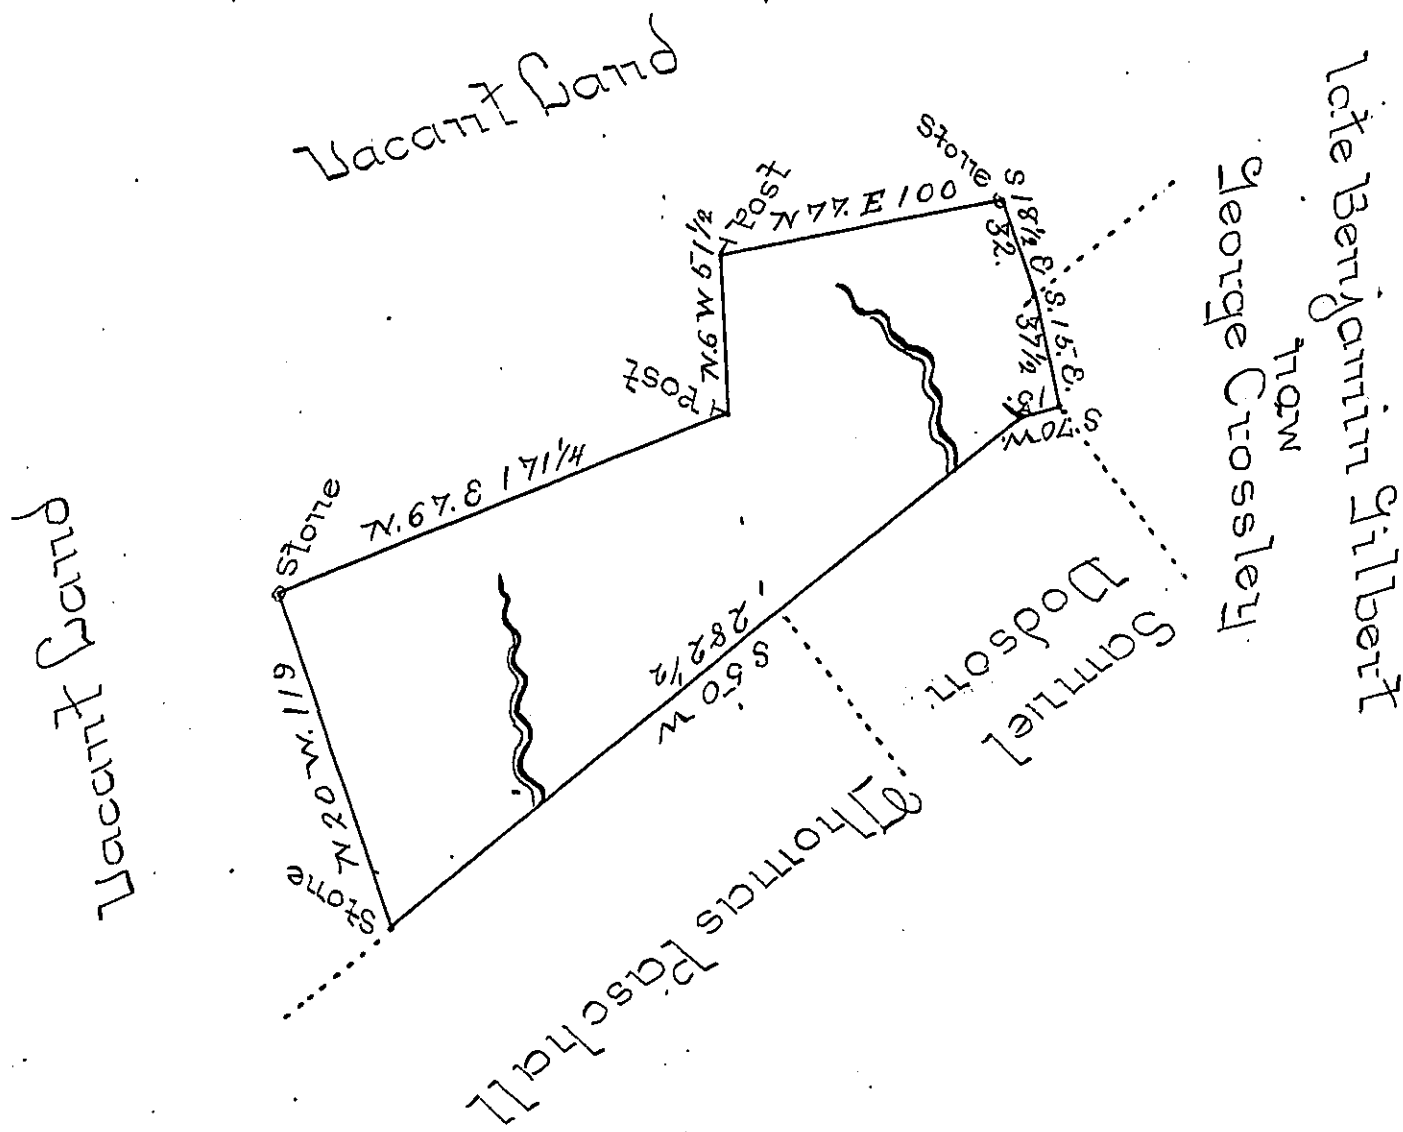 Vacant Land
Vacant Land
Stone
N. 67. E 171 1/4
Post
N. 6 W 51 1/2
Post
N 77. E 100
Stone
S 18 1/2 E.
32.
S. 15. E.
37 1/2
S. 70 W.
S 50 W
282 1/2
Stone
N 20 W. 119
late Benjamin Gilbert
now
George Crossley
Samuel
Dodson
Thomas Paschall